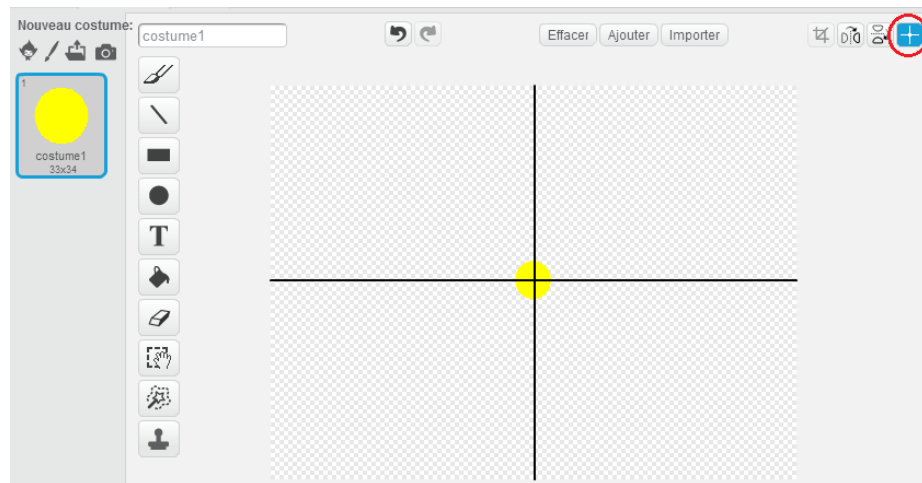 Nouveau costume:
costume1
Effacer Ajouter Importer
1
costume1
33x34
T